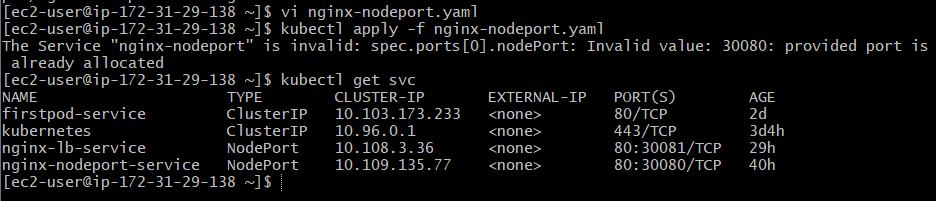 [ec2-user@ip-172-31-29-138 ~]$ vi nginx-nodeport.yaml
[ec2-user@ip-172-31-29-138 ~]$ kubectl apply -f nginx-nodeport.yaml
The Service "nginx-nodeport" is invalid: spec.ports[0].nodePort: Invalid value: 30080: provided port is
 already allocated
[ec2-user@ip-172-31-29-138 ~]$ kubectl get svc
NAME                     TYPE        CLUSTER-IP       EXTERNAL-IP   PORT(S)        AGE
firstpod-service         ClusterIP   10.103.173.233   <none>        80/TCP         2d
kubernetes               ClusterIP   10.96.0.1        <none>        443/TCP        3d4h
nginx-lb-service         NodePort    10.108.3.36      <none>        80:30081/TCP   29h
nginx-nodeport-service   NodePort    10.109.135.77    <none>        80:30080/TCP   40h
[ec2-user@ip-172-31-29-138 ~]$